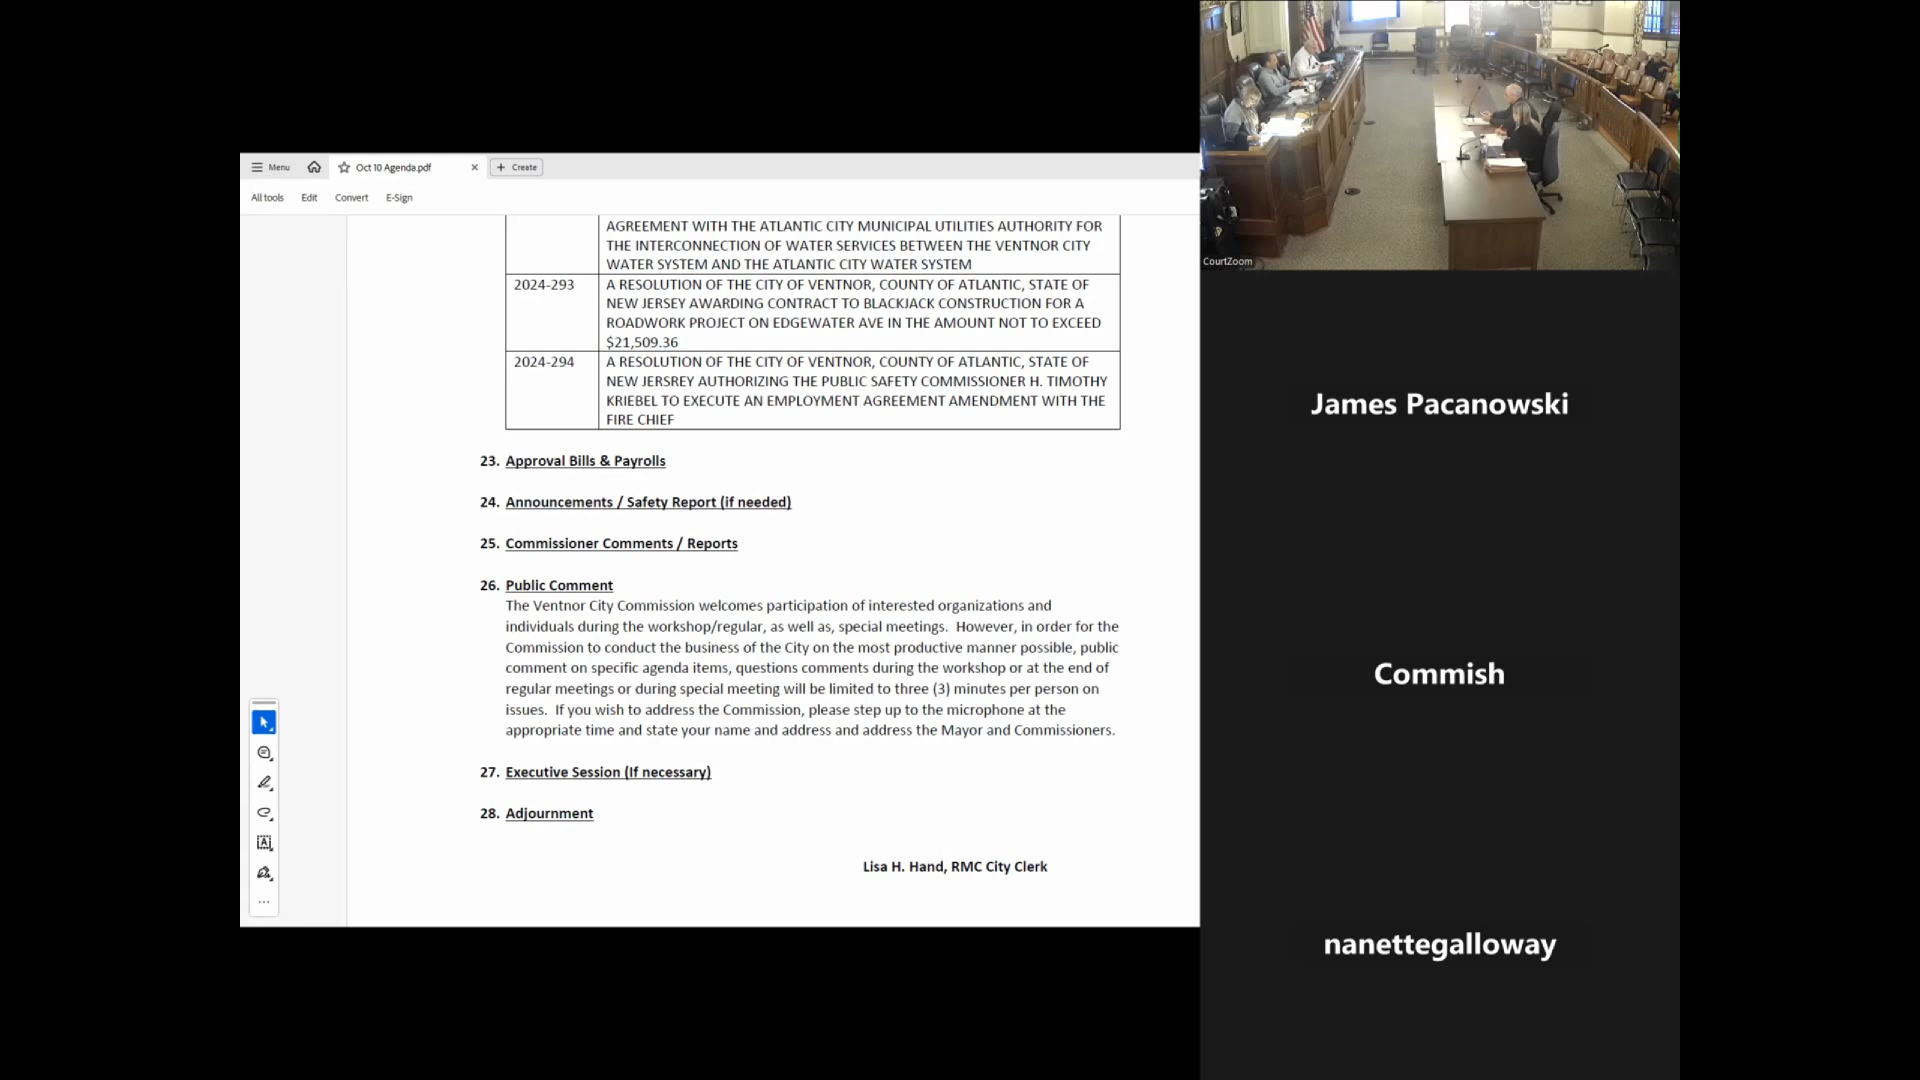 Menu
Oct 10 Agenda.pdf
Create
All tools
Edit
Convert
E-Sign
AGREEMENT WITH THE ATLANTIC CITY MUNICIPAL UTILITIES AUTHORITY FOR
THE INTERCONNECTION OF WATER SERVICES BETWEEN THE VENTNOR CITY
WATER SYSTEM AND THE ATLANTIC CITY WATER SYSTEM
2024-293
A RESOLUTION OF THE CITY OF VENTNOR, COUNTY OF ATLANTIC, STATE OF
NEW JERSEY AWARDING CONTRACT TO BLACKJACK CONSTRUCTION FOR A
ROADWORK PROJECT ON EDGEWATER AVE IN THE AMOUNT NOT TO EXCEED
$21,509.36
2024-294
A RESOLUTION OF THE CITY OF VENTNOR, COUNTY OF ATLANTIC, STATE OF
NEW JERSREY AUTHORIZING THE PUBLIC SAFETY COMMISSIONER H. TIMOTHY
KRIEBEL TO EXECUTE AN EMPLOYMENT AGREEMENT AMENDMENT WITH THE
FIRE CHIEF
23. Approval Bills & Payrolls
24. Announcements / Safety Report (if needed)
25. Commissioner Comments / Reports
26. Public Comment
The Ventnor City Commission welcomes participation of interested organizations and
individuals during the workshop/regular, as well as, special meetings.  However, in order for the
Commission to conduct the business of the City on the most productive manner possible, public
comment on specific agenda items, questions comments during the workshop or at the end of
regular meetings or during special meeting will be limited to three (3) minutes per person on
issues.  If you wish to address the Commission, please step up to the microphone at the
appropriate time and state your name and address and address the Mayor and Commissioners.
27. Executive Session (If necessary)
28. Adjournment
Lisa H. Hand, RMC City Clerk
CourtZoom
James Pacanowski
Commish
nanettegalloway